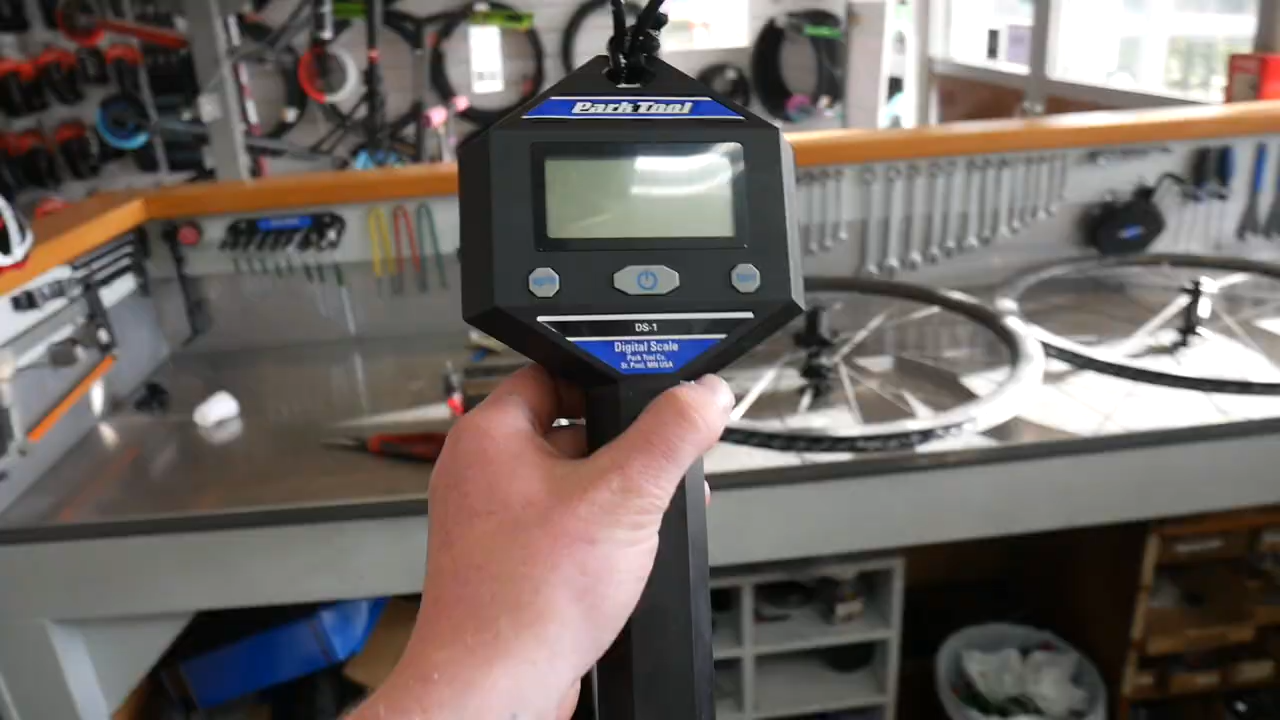 Park Tool
DS-1
Digital Scale
Park Tool Co.
St. Paul, MN USA